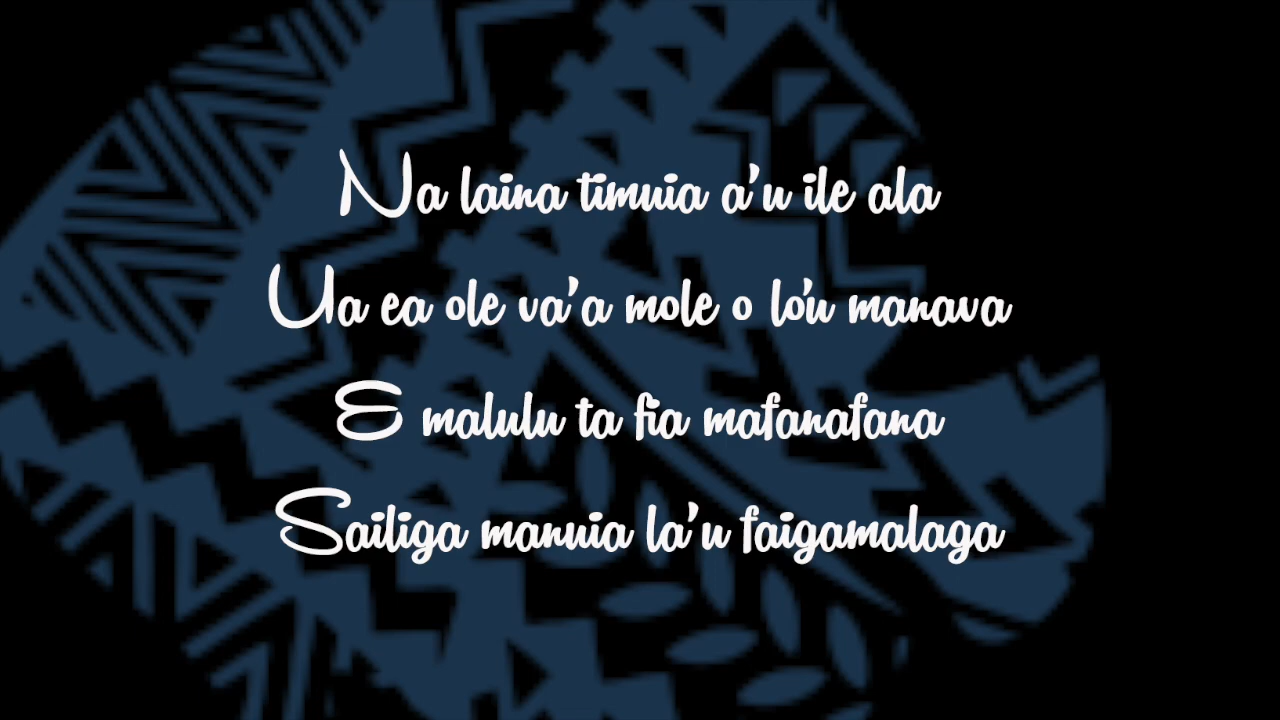 Na laina timuia a'u ile ala
Ua ea ole va'a mole o lo'u manava
E malulu ta fia mafanafana
Sailiga manuia la'u faigamalaga